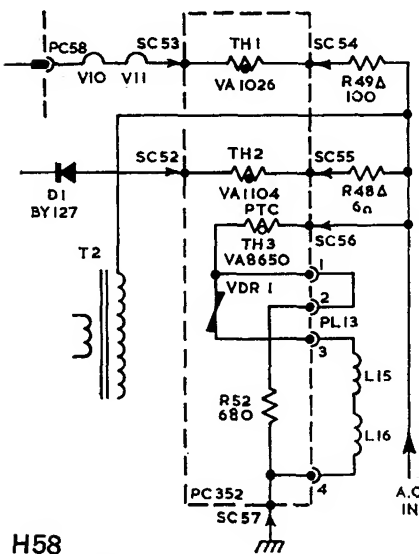 PC58
SC53
TH1
SC54
V10
V11
VA1026
R49Δ
100
SC52
TH2
SC55
D1
BY127
VA1104
R48Δ
6Ω
PTC
TH3
SC56
VA8650
T2
1
VDR 1
2
PL13
3
L15
R52
680
L16
4
PC352
A.C
IN
SC57
H58